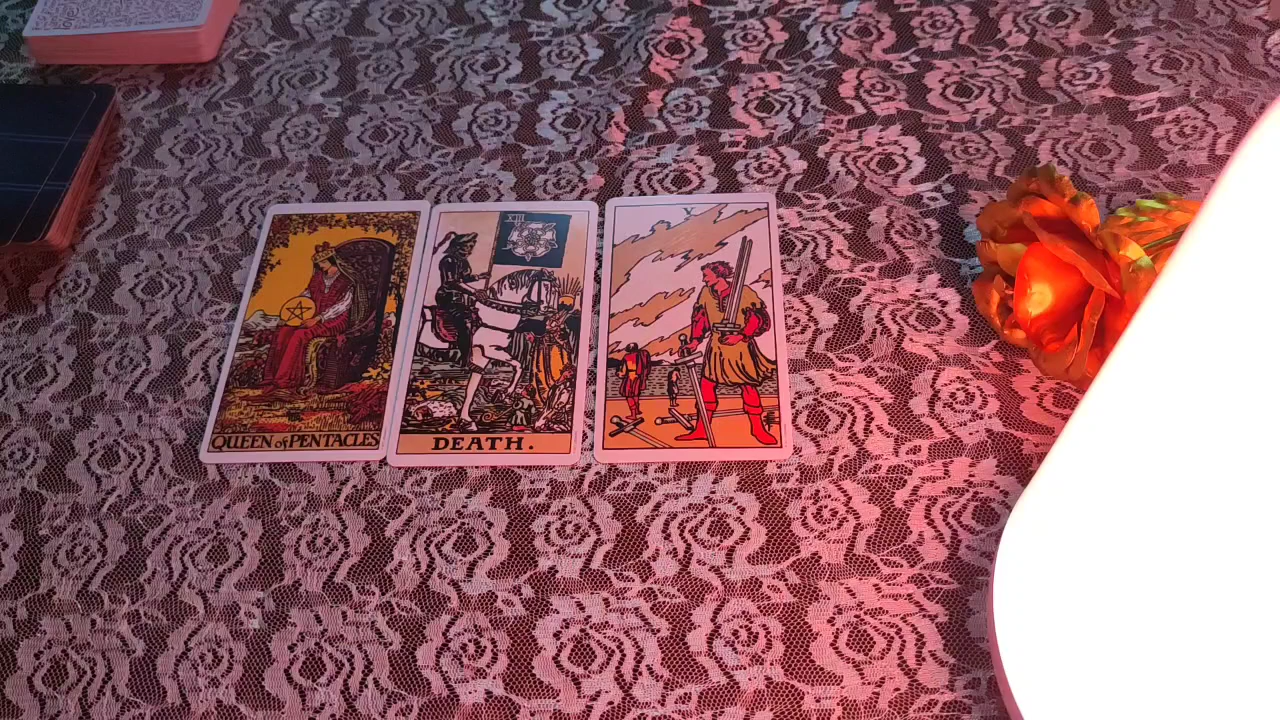 QUEEN of PENTACLES
XIII
DEATH.
V